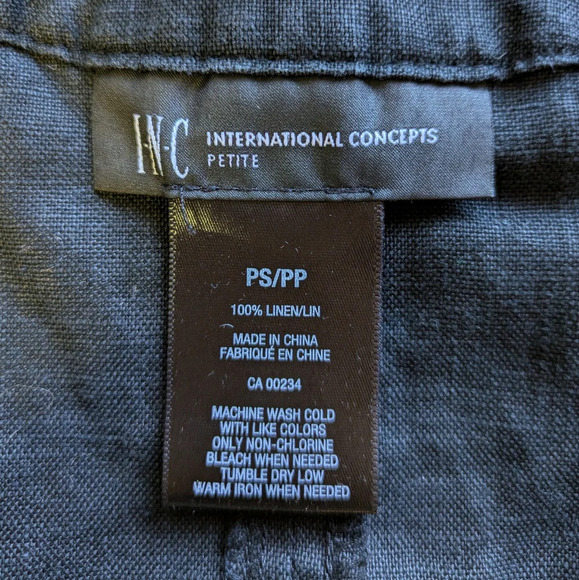 I·N·C INTERNATIONAL CONCEPTS
PETITE
PS/PP
100% LINEN/LIN
MADE IN CHINA
FABRIQUÉ EN CHINE
CA 00234
MACHINE WASH COLD
WITH LIKE COLORS
ONLY NON-CHLORINE
BLEACH WHEN NEEDED
TUMBLE DRY LOW
WARM IRON WHEN NEEDED